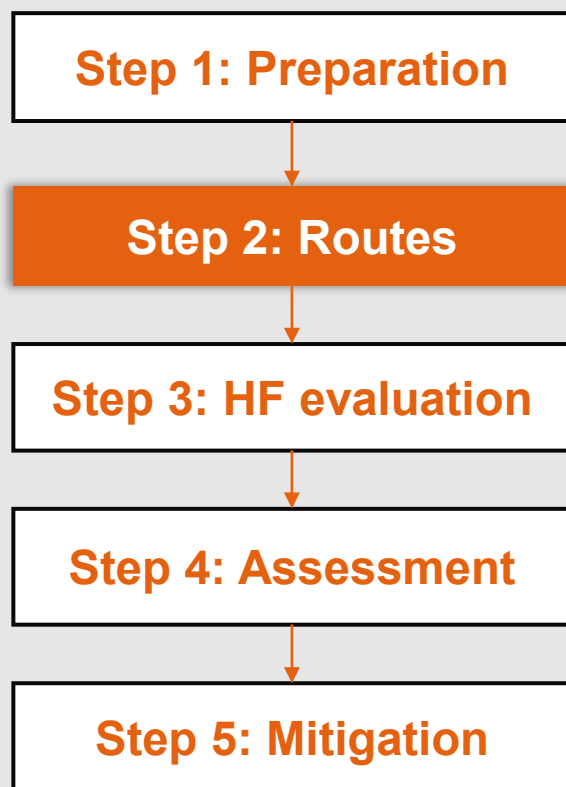 Step 1: Preparation
Step 2: Routes
Step 3: HF evaluation
Step 4: Assessment
Step 5: Mitigation